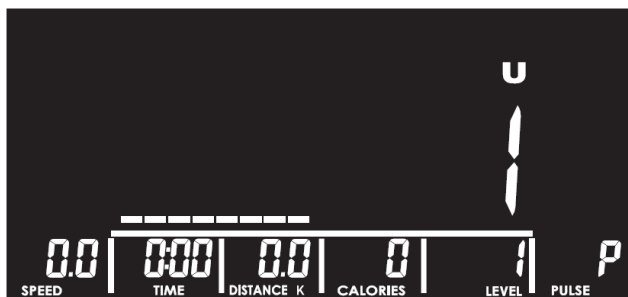 U
1
0.0 0:00 0.0 0 1 P
SPEED TIME DISTANCE K CALORIES LEVEL PULSE